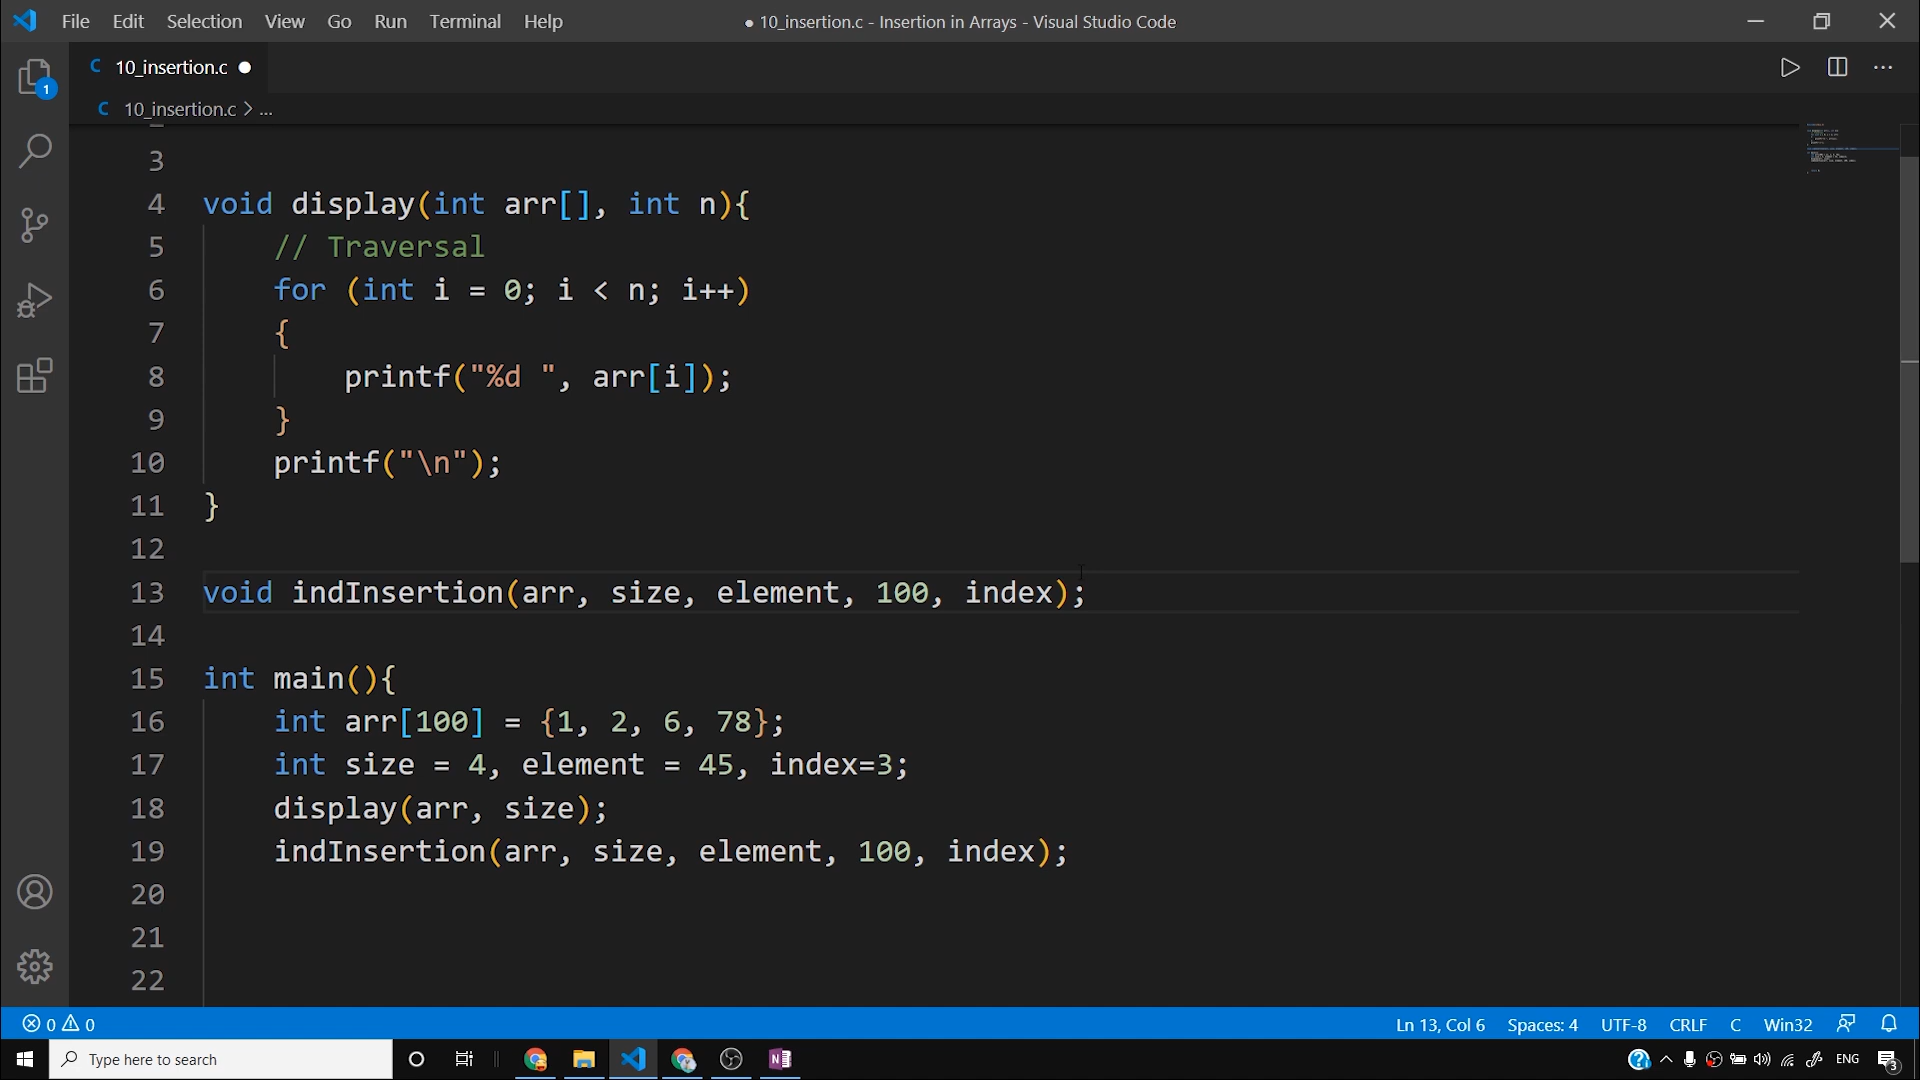 File Edit Selection View Go Run Terminal Help
● 10_insertion.c - Insertion in Arrays - Visual Studio Code
C 10_insertion.c ●
C 10_insertion.c > ...
1
3
4 void display(int arr[], int n){
5 // Traversal
6 for (int i = 0; i < n; i++)
7 {
8 printf("%d ", arr[i]);
9 }
10 printf("\n");
11 }
12
13 void indInsertion(arr, size, element, 100, index);
14
15 int main(){
16 int arr[100] = {1, 2, 6, 78};
17 int size = 4, element = 45, index=3;
18 display(arr, size);
19 indInsertion(arr, size, element, 100, index);
20
21
22
0 0 Ln 13, Col 6 Spaces: 4 UTF-8 CRLF C Win32
Type here to search
ENG 3